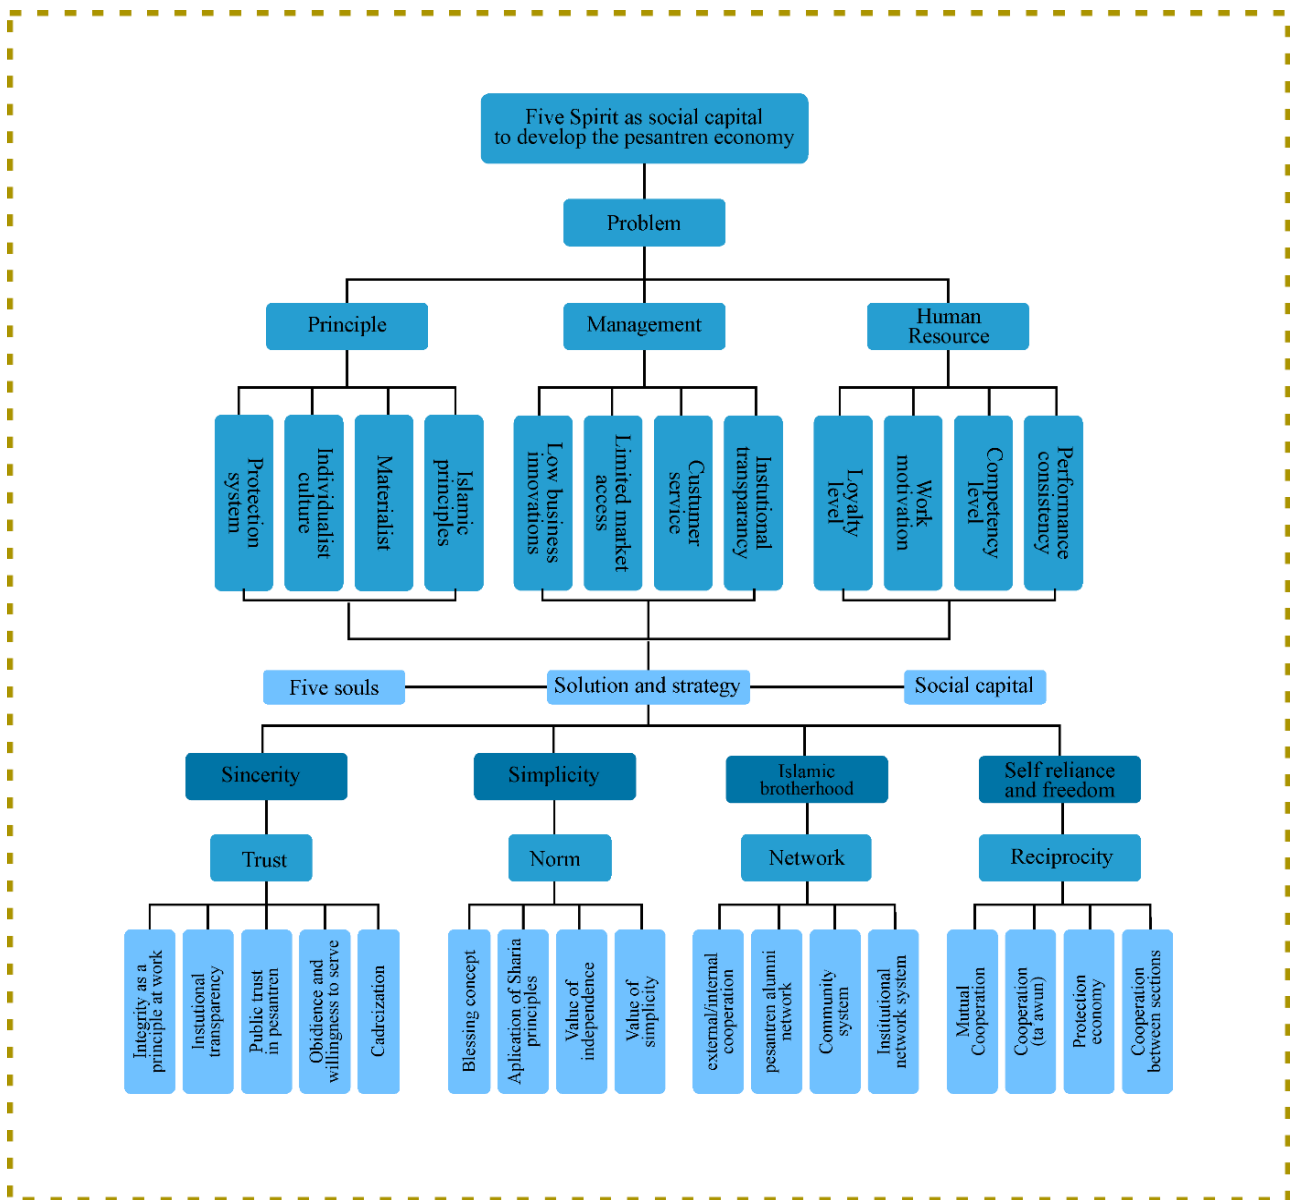 Five Spirit as social capital
to develop the pesantren economy
Problem
Principle
Management
Human
Resource
Protection
system
Individualist
culture
Materialist
Islamic
principles
Low business
innovations
Limited market
access
Custumer
service
Instutional
transparancy
Loyalty
level
Work
motivation
Competency
level
Performance
consistency
Five souls
Solution and strategy
Social capital
Sincerity
Simplicity
Islamic
brotherhood
Self reliance
and freedom
Trust
Norm
Network
Reciprocity
Integrity as a
principle at work
Instutional
transparency
Public trust
in pesantren
Obidience and
willingness to serve
Cadrcization
Blessing concept
Aplication of Sharia
principles
Value of
independence
Value of
simplicity
external/internal
cooperation
pesantren alumni
network
Community
system
Institutional
network system
Mutual
Cooperation
Cooperation
(ta'awun)
Protection
economy
Cooperation
between sections